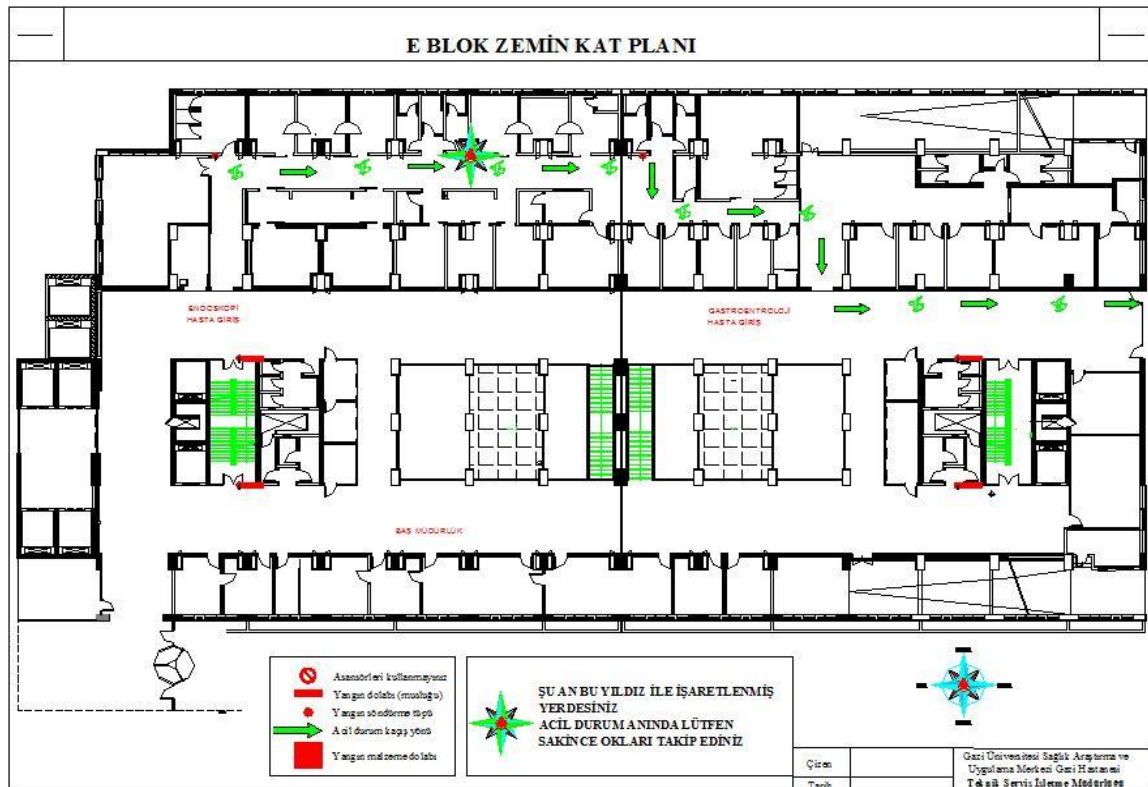 E BLOK ZEMİN KAT PLANI
ENDOSKOPİ
HASTA GİRİŞ
GASTROENTROLOJİ
HASTA GİRİŞ
BAŞ MÜDÜRLÜK
Asansörleri kullanmayınız
Yangın dolabı (musluğu)
Yangın söndürme tüpü
Acil durum kaçış yönü
Yangın malzeme dolabı
ŞU AN BU YILDIZ İLE İŞARETLENMİŞ
YERDESİNİZ
ACİL DURUM ANINDA LÜTFEN
SAKİNCE OKLARI TAKİP EDİNİZ
Çizen
Tarih
Gazi Üniversitesi Sağlık Araştırma ve
Uygulama Merkezi Gazi Hastanesi
Teknik Servis İşletme Müdürlüğü